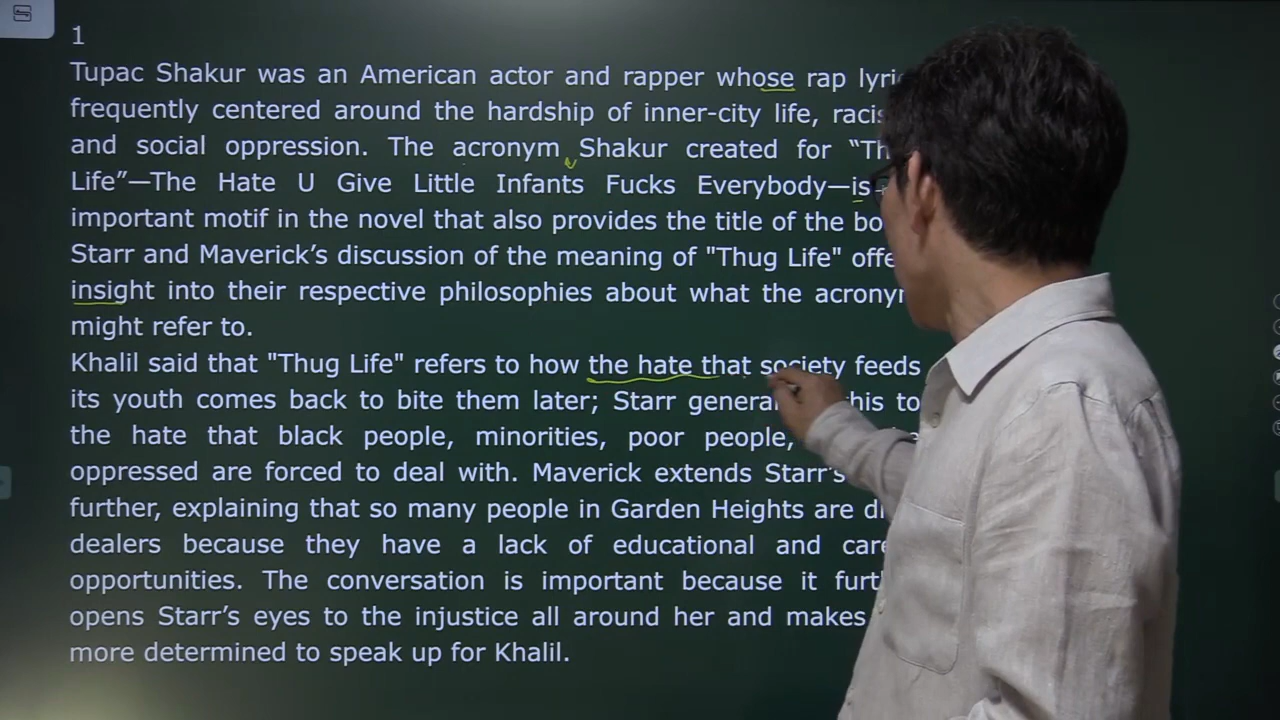 1
Tupac Shakur was an American actor and rapper whose rap
frequently centered around the hardship of inner-city life,
and social oppression. The acronym Shakur created for
Life”—The Hate U Give Little Infants Fucks Everybody—is
important motif in the novel that also provides the title of the
Starr and Maverick’s discussion of the meaning of "Thug Life"
insight into their respective philosophies about what the
might refer to.
Khalil said that "Thug Life" refers to how the hate that society feeds
its youth comes back to bite them later; Starr to
the hate that black people, minorities, poor people,
oppressed are forced to deal with. Maverick extends Starr’s
further, explaining that so many people in Garden Heights are
dealers because they have a lack of educational and
opportunities. The conversation is important because it
opens Starr’s eyes to the injustice all around her and makes
more determined to speak up for Khalil.